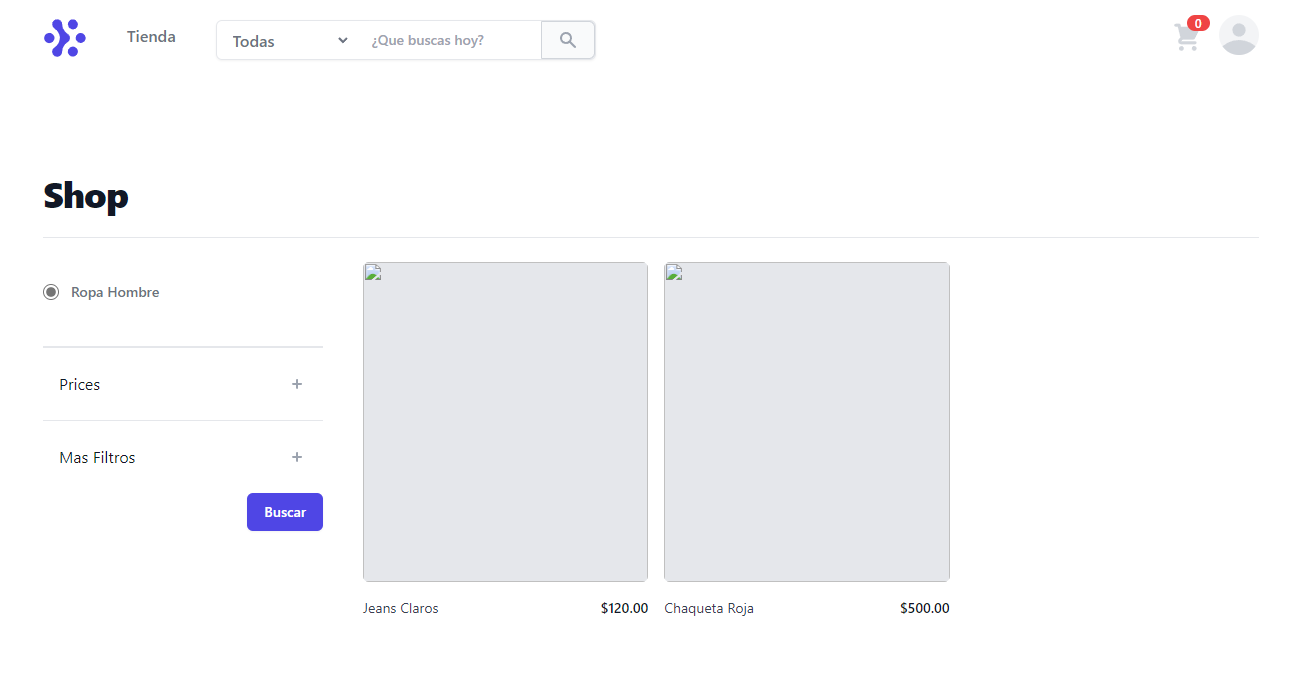 Tienda
Todas
¿Que buscas hoy?
0
Shop
Ropa Hombre
Prices
Mas Filtros
Buscar
Jeans Claros
$120.00
Chaqueta Roja
$500.00